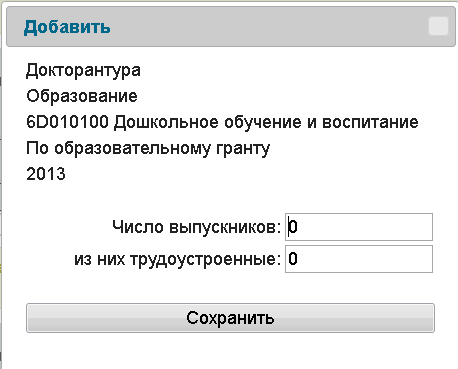 Добавить
Докторантура
Образование
6D010100 Дошкольное обучение и воспитание
По образовательному гранту
2013
Число выпускников: 0
из них трудоустроенные: 0
Сохранить